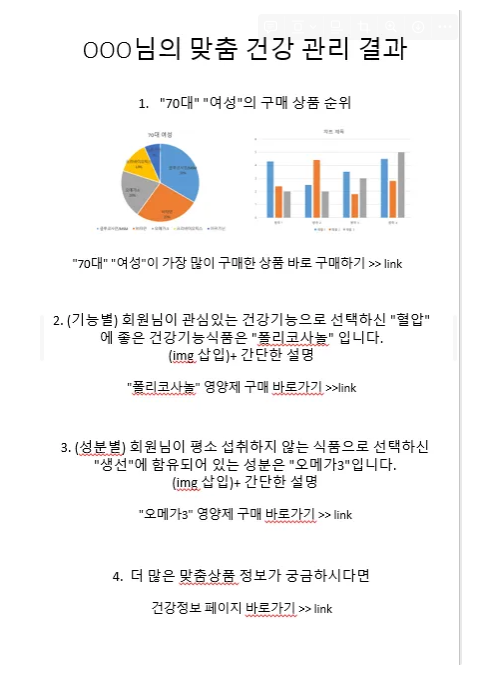 OOO님의 맞춤 건강 관리 결과
1. "70대" "여성"의 구매 상품 순위
70대 여성
차트 제목
"70대" "여성"이 가장 많이 구매한 상품 바로 구매하기 >> link
2. (기능별) 회원님이 관심있는 건강기능으로 선택하신 "혈압"
에 좋은 건강기능식품은 "폴리코사놀" 입니다.
(img 삽입)+ 간단한 설명
"폴리코사놀" 영양제 구매 바로가기 >>link
3. (성분별) 회원님이 평소 섭취하지 않는 식품으로 선택하신
"생선"에 함유되어 있는 성분은 "오메가3"입니다.
(img 삽입)+ 간단한 설명
"오메가3" 영양제 구매 바로가기 >> link
4. 더 많은 맞춤상품 정보가 궁금하시다면
건강정보 페이지 바로가기 >> link